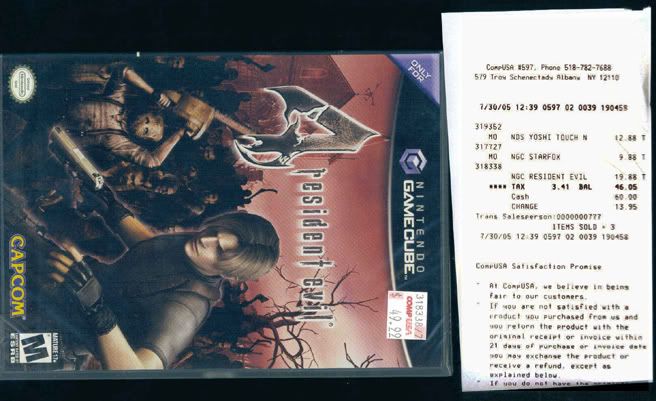 ONLY FOR
4
resident evil
NINTENDO
GAMECUBE
CAPCOM
MATURE 17+
M
ESRB
COMP USA
49.99
CompUSA #597, Phone 518-782-7688
579 Troy Schenectady Albany NY 12110
7/30/05 12:39 0597 02 0039 190458
319352
MO NDS YOSHI TOUCH N 12.88 T
317727
MO NGC STARFOX 9.88 T
318338
NGC RESIDENT EVIL 19.88 T
**** TAX 3.41 BAL 46.05
Cash 60.00
CHANGE 13.95
Trans Salesperson:0000000777
ITEMS SOLD = 3
7/30/05 12:39 0597 02 0039 190458
CompUSA Satisfaction Promise
* At CompUSA, we believe in being
fair to our customers.
* If you are not satisfied with a
product you purchased from us and
you return the product with the
original receipt or invoice within
21 days of purchase or invoice date
you may exchange the product or
receive a refund, except as
explained below.
* If you do not have the original